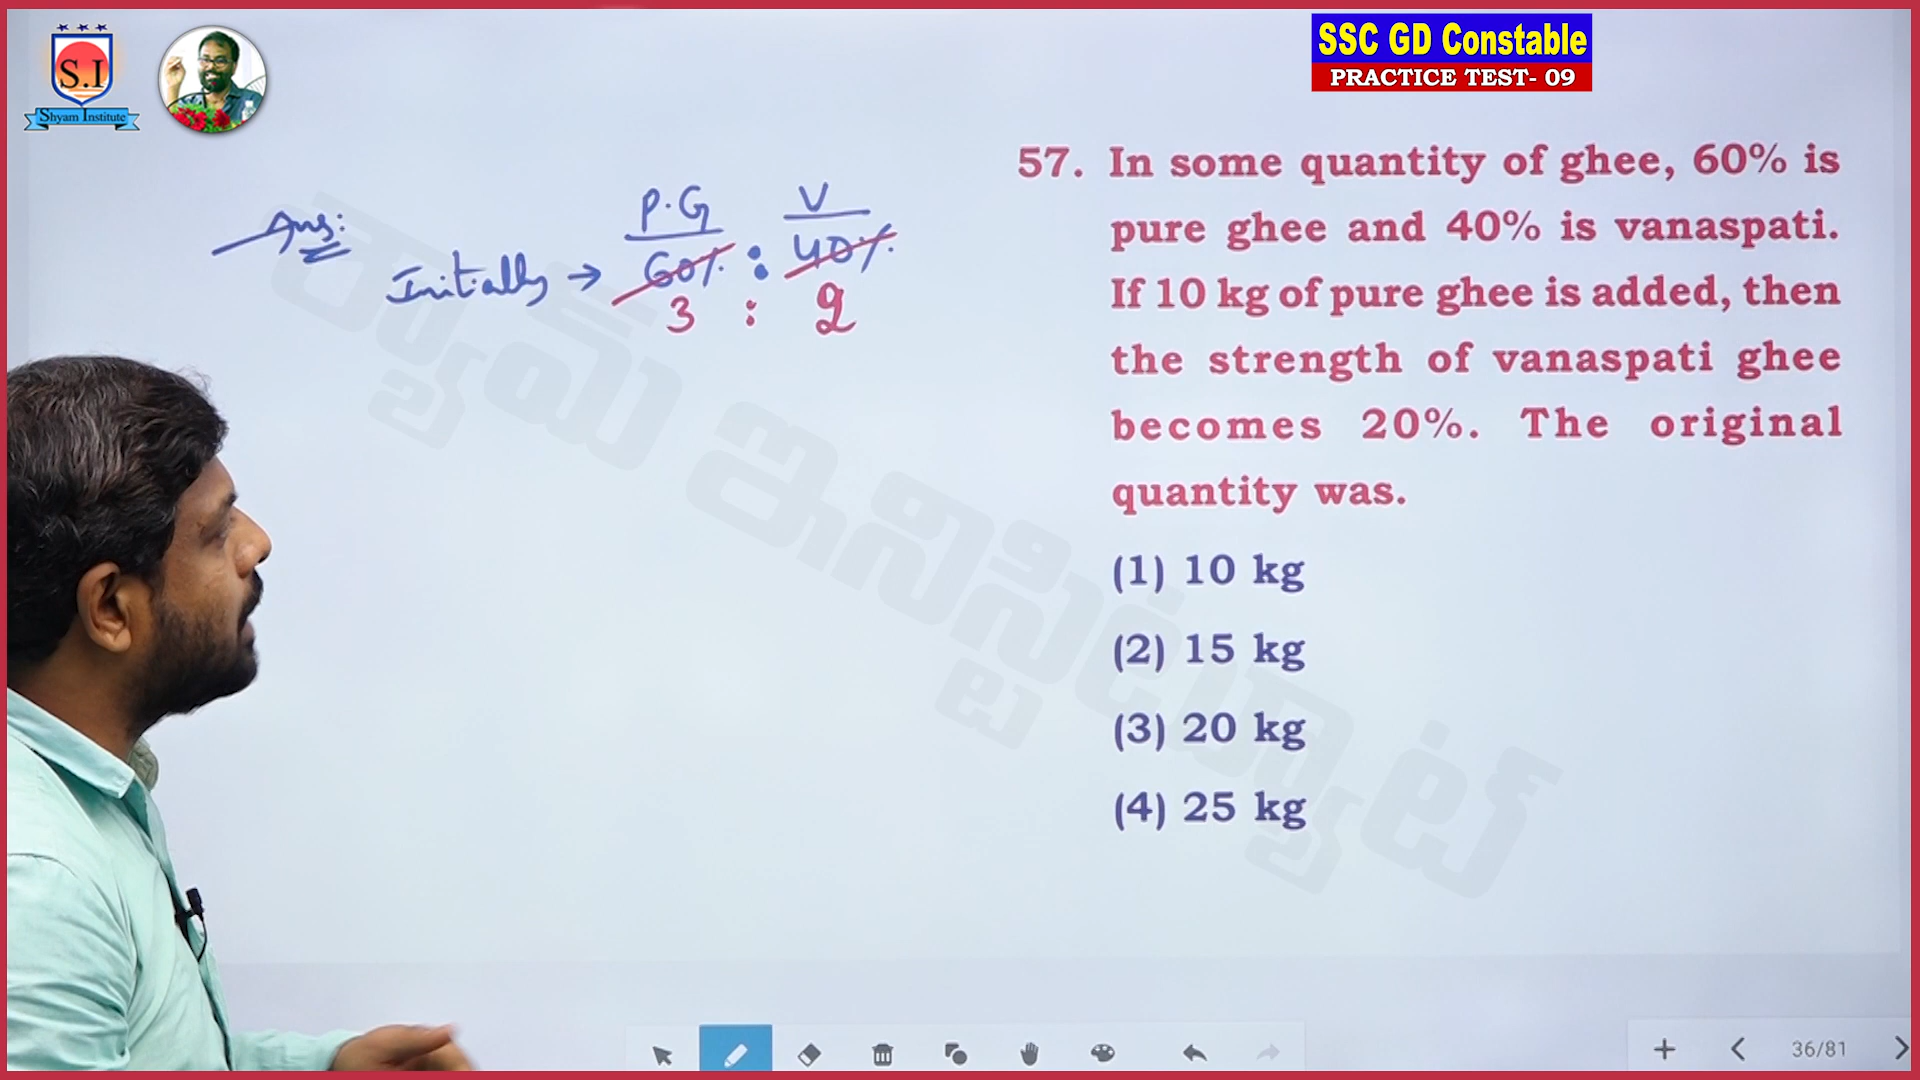 S.I
Shyam Institute
SSC GD Constable
PRACTICE TEST- 09
Ans:
P.G V
Initially → 60% : 40%
3 : 2
57. In some quantity of ghee, 60% is
pure ghee and 40% is vanaspati.
If 10 kg of pure ghee is added, then
the strength of vanaspati ghee
becomes 20%. The original
quantity was.
(1) 10 kg
(2) 15 kg
(3) 20 kg
(4) 25 kg
శ్యామ్ ఇన్స్టిట్యూట్
36/81